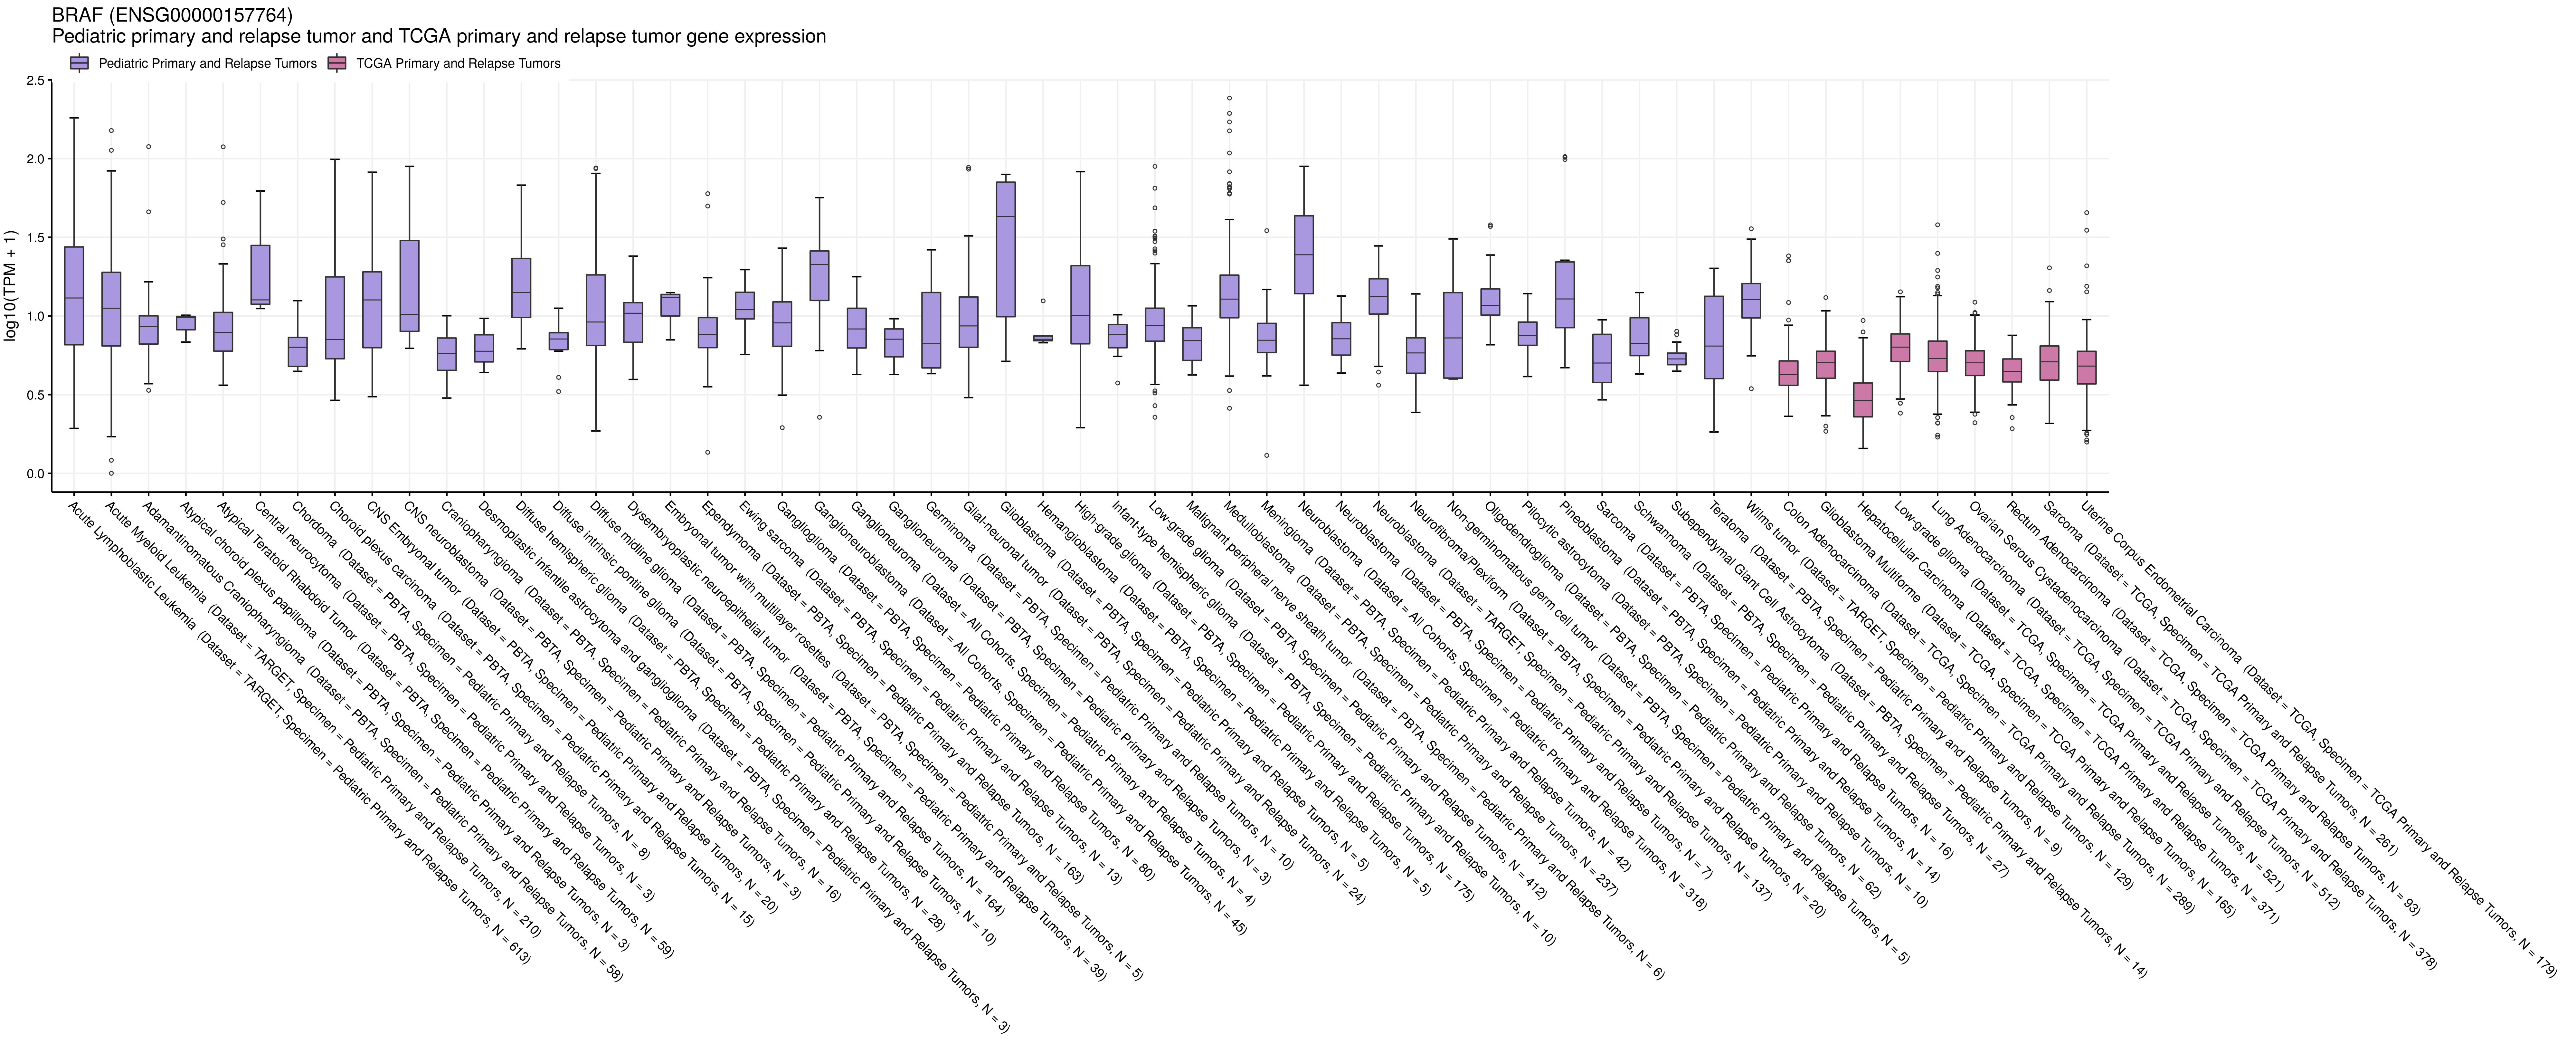 BRAF (ENSG00000157764)
Pediatric primary and relapse tumor and TCGA primary and relapse tumor gene expression
Pediatric Primary and Relapse Tumors
TCGA Primary and Relapse Tumors
log10(TPM + 1)
2.5
2.0
1.5
1.0
0.5
0.0
Acute Lymphoblastic Leukemia (Dataset = TARGET, Specimen = Pediatric Primary and Relapse Tumors, N = 613)
Acute Myeloid Leukemia (Dataset = TARGET, Specimen = Pediatric Primary and Relapse Tumors, N = 210)
Adamantinomatous Craniopharyngioma (Dataset = PBTA, Specimen = Pediatric Primary and Relapse Tumors, N = 58)
Atypical choroid plexus papilloma (Dataset = PBTA, Specimen = Pediatric Primary and Relapse Tumors, N = 3)
Atypical Teratoid Rhabdoid Tumor (Dataset = PBTA, Specimen = Pediatric Primary and Relapse Tumors, N = 59)
Central neurocytoma (Dataset = PBTA, Specimen = Pediatric Primary and Relapse Tumors, N = 3)
Chordoma (Dataset = PBTA, Specimen = Pediatric Primary and Relapse Tumors, N = 8)
Choroid plexus carcinoma (Dataset = PBTA, Specimen = Pediatric Primary and Relapse Tumors, N = 15)
CNS Embryonal tumor (Dataset = PBTA, Specimen = Pediatric Primary and Relapse Tumors, N = 20)
CNS neuroblastoma (Dataset = PBTA, Specimen = Pediatric Primary and Relapse Tumors, N = 3)
Craniopharyngioma (Dataset = PBTA, Specimen = Pediatric Primary and Relapse Tumors, N = 16)
Desmoplastic infantile astrocytoma and ganglioglioma (Dataset = PBTA, Specimen = Pediatric Primary and Relapse Tumors, N = 3)
Diffuse hemispheric glioma (Dataset = PBTA, Specimen = Pediatric Primary and Relapse Tumors, N = 28)
Diffuse intrinsic pontine glioma (Dataset = PBTA, Specimen = Pediatric Primary and Relapse Tumors, N = 10)
Diffuse midline glioma (Dataset = PBTA, Specimen = Pediatric Primary and Relapse Tumors, N = 164)
Dysembryoplastic neuroepithelial tumor (Dataset = PBTA, Specimen = Pediatric Primary and Relapse Tumors, N = 39)
Embryonal tumor with multilayer rosettes (Dataset = PBTA, Specimen = Pediatric Primary and Relapse Tumors, N = 5)
Ependymoma (Dataset = PBTA, Specimen = Pediatric Primary and Relapse Tumors, N = 163)
Ewing sarcoma (Dataset = PBTA, Specimen = Pediatric Primary and Relapse Tumors, N = 13)
Ganglioglioma (Dataset = PBTA, Specimen = Pediatric Primary and Relapse Tumors, N = 80)
Ganglioneuroblastoma (Dataset = All Cohorts, Specimen = Pediatric Primary and Relapse Tumors, N = 45)
Ganglioneuroma (Dataset = All Cohorts, Specimen = Pediatric Primary and Relapse Tumors, N = 4)
Ganglioneuroma (Dataset = PBTA, Specimen = Pediatric Primary and Relapse Tumors, N = 3)
Germinoma (Dataset = PBTA, Specimen = Pediatric Primary and Relapse Tumors, N = 10)
Glial-neuronal tumor (Dataset = PBTA, Specimen = Pediatric Primary and Relapse Tumors, N = 24)
Glioblastoma (Dataset = PBTA, Specimen = Pediatric Primary and Relapse Tumors, N = 5)
Hemangioblastoma (Dataset = PBTA, Specimen = Pediatric Primary and Relapse Tumors, N = 5)
High-grade glioma (Dataset = PBTA, Specimen = Pediatric Primary and Relapse Tumors, N = 175)
Infant-type hemispheric glioma (Dataset = PBTA, Specimen = Pediatric Primary and Relapse Tumors, N = 10)
Low-grade glioma (Dataset = PBTA, Specimen = Pediatric Primary and Relapse Tumors, N = 412)
Malignant peripheral nerve sheath tumor (Dataset = PBTA, Specimen = Pediatric Primary and Relapse Tumors, N = 6)
Medulloblastoma (Dataset = PBTA, Specimen = Pediatric Primary and Relapse Tumors, N = 237)
Meningioma (Dataset = PBTA, Specimen = Pediatric Primary and Relapse Tumors, N = 42)
Neuroblastoma (Dataset = All Cohorts, Specimen = Pediatric Primary and Relapse Tumors, N = 318)
Neuroblastoma (Dataset = PBTA, Specimen = Pediatric Primary and Relapse Tumors, N = 7)
Neuroblastoma (Dataset = TARGET, Specimen = Pediatric Primary and Relapse Tumors, N = 137)
Neurofibroma/Plexiform (Dataset = PBTA, Specimen = Pediatric Primary and Relapse Tumors, N = 20)
Non-germinomatous germ cell tumor (Dataset = PBTA, Specimen = Pediatric Primary and Relapse Tumors, N = 5)
Oligodendroglioma (Dataset = PBTA, Specimen = Pediatric Primary and Relapse Tumors, N = 62)
Pilocytic astrocytoma (Dataset = PBTA, Specimen = Pediatric Primary and Relapse Tumors, N = 10)
Pineoblastoma (Dataset = PBTA, Specimen = Pediatric Primary and Relapse Tumors, N = 14)
Sarcoma (Dataset = PBTA, Specimen = Pediatric Primary and Relapse Tumors, N = 16)
Schwannoma (Dataset = PBTA, Specimen = Pediatric Primary and Relapse Tumors, N = 27)
Subependymal Giant Cell Astrocytoma (Dataset = PBTA, Specimen = Pediatric Primary and Relapse Tumors, N = 14)
Teratoma (Dataset = PBTA, Specimen = Pediatric Primary and Relapse Tumors, N = 9)
Wilms tumor (Dataset = TARGET, Specimen = Pediatric Primary and Relapse Tumors, N = 129)
Colon Adenocarcinoma (Dataset = TCGA, Specimen = TCGA Primary and Relapse Tumors, N = 289)
Glioblastoma Multiforme (Dataset = TCGA, Specimen = TCGA Primary and Relapse Tumors, N = 165)
Hepatocellular Carcinoma (Dataset = TCGA, Specimen = TCGA Primary and Relapse Tumors, N = 371)
Low-grade glioma (Dataset = TCGA, Specimen = TCGA Primary and Relapse Tumors, N = 521)
Lung Adenocarcinoma (Dataset = TCGA, Specimen = TCGA Primary and Relapse Tumors, N = 512)
Ovarian Serous Cystadenocarcinoma (Dataset = TCGA, Specimen = TCGA Primary and Relapse Tumors, N = 378)
Rectum Adenocarcinoma (Dataset = TCGA, Specimen = TCGA Primary and Relapse Tumors, N = 93)
Sarcoma (Dataset = TCGA, Specimen = TCGA Primary and Relapse Tumors, N = 261)
Uterine Corpus Endometrial Carcinoma (Dataset = TCGA, Specimen = TCGA Primary and Relapse Tumors, N = 179)